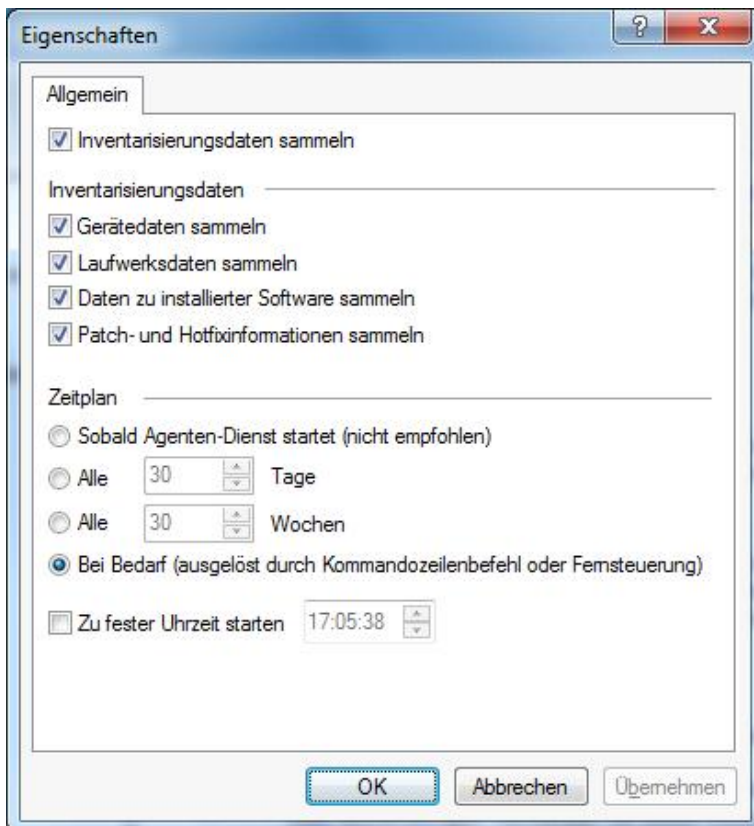 Eigenschaften
Allgemein
Inventarisierungsdaten sammeln
Inventarisierungsdaten
Gerätedaten sammeln
Laufwerksdaten sammeln
Daten zu installierter Software sammeln
Patch- und Hotfixinformationen sammeln
Zeitplan
Sobald Agenten-Dienst startet (nicht empfohlen)
Alle 30 Tage
Alle 30 Wochen
Bei Bedarf (ausgelöst durch Kommandozeilenbefehl oder Fernsteuerung)
Zu fester Uhrzeit starten 17:05:38
OK Abbrechen Übernehmen